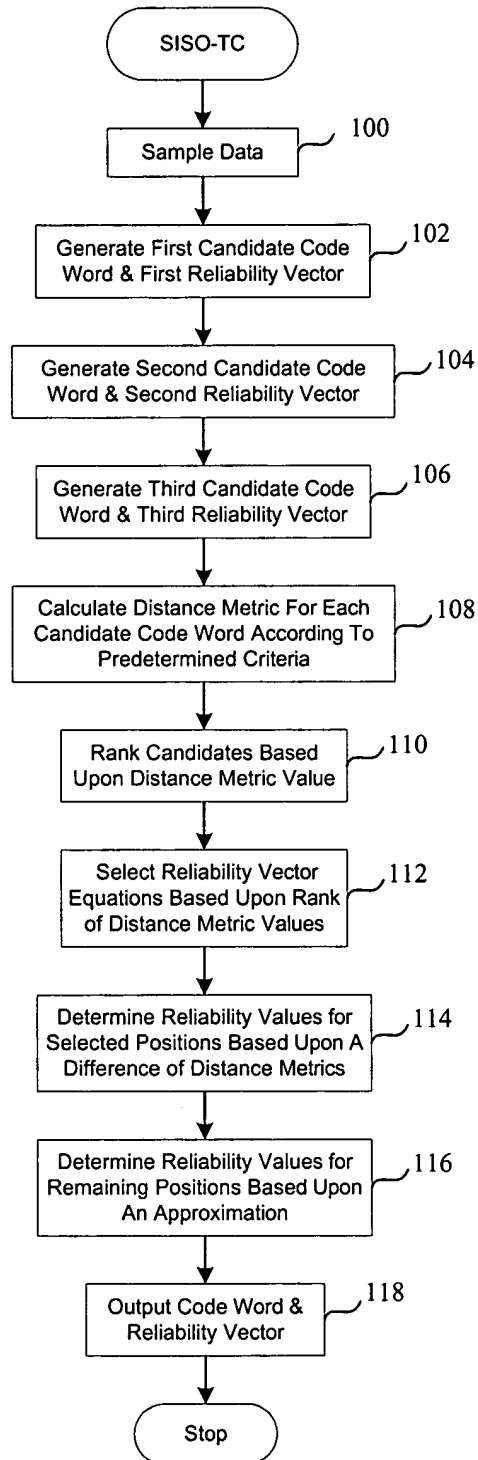 SISO-TC
100
Sample Data
102
Generate First Candidate Code
Word & First Reliability Vector
104
Generate Second Candidate Code
Word & Second Reliability Vector
106
Generate Third Candidate Code
Word & Third Reliability Vector
108
Calculate Distance Metric For Each
Candidate Code Word According To
Predetermined Criteria
110
Rank Candidates Based
Upon Distance Metric Value
112
Select Reliability Vector
Equations Based Upon Rank
of Distance Metric Values
114
Determine Reliability Values for
Selected Positions Based Upon A
Difference of Distance Metrics
116
Determine Reliability Values for
Remaining Positions Based Upon
An Approximation
118
Output Code Word &
Reliability Vector
Stop